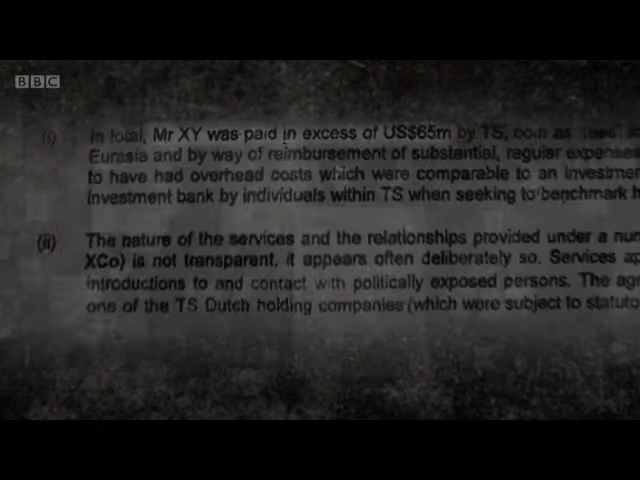 BBC
(i) In total, Mr XY was paid in excess of US$65m by TS, both as
Eurasia and by way of reimbursement of substantial, regular expenses
to have had overhead costs which were comparable to an
investment bank by individuals within TS when seeking to benchmark
(ii) The nature of the services and the relationships provided under a
XCo) is not transparent, it appears often deliberately so. Services
introductions to and contact with politically exposed persons. The
one of the TS Dutch holding companies (which were subject to